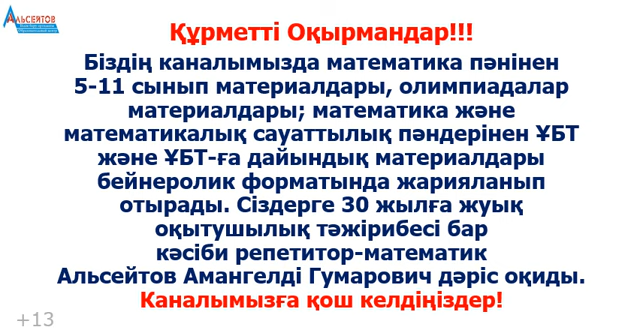 АЛЬСЕЙТОВ
Құрметті Оқырмандар!!!
Біздің каналымызда математика пәнінен
5-11 сынып материалдары, олимпиадалар
материалдары; математика және
математикалық сауаттылық пәндерінен ҰБТ
және ҰБТ-ға дайындық материалдары
бейнеролик форматында жарияланып
отырады. Сіздерге 30 жылға жуық
оқытушылық тәжірибесі бар
кәсіби репетитор-математик
Альсейтов Амангелді Гумарович дәріс оқиды.
Каналымызға қош келдіңіздер!
+13